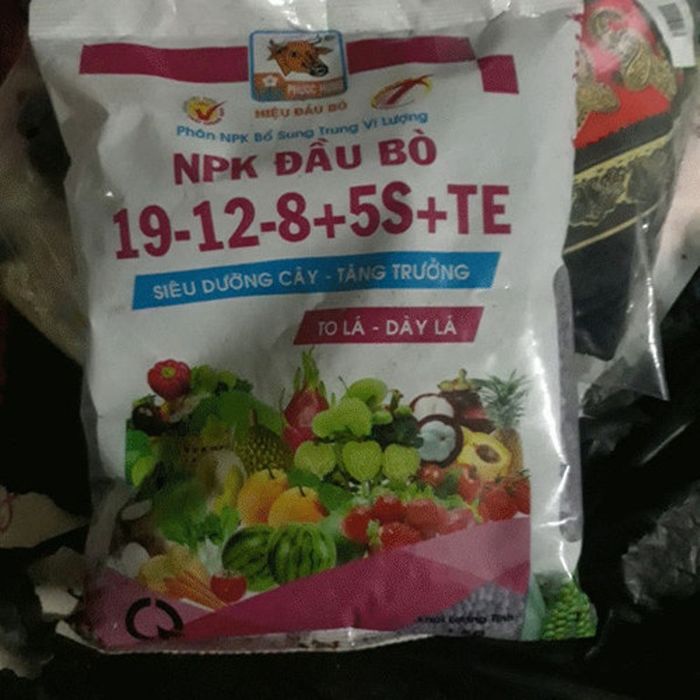 HIỆU ĐẦU BÒ
Phân NPK Bổ Sung Trung Vi Lượng
NPK ĐẦU BÒ
19-12-8+5S+TE
SIÊU DƯỠNG CÂY - TĂNG TRƯỞNG
TO LÁ - DÀY LÁ